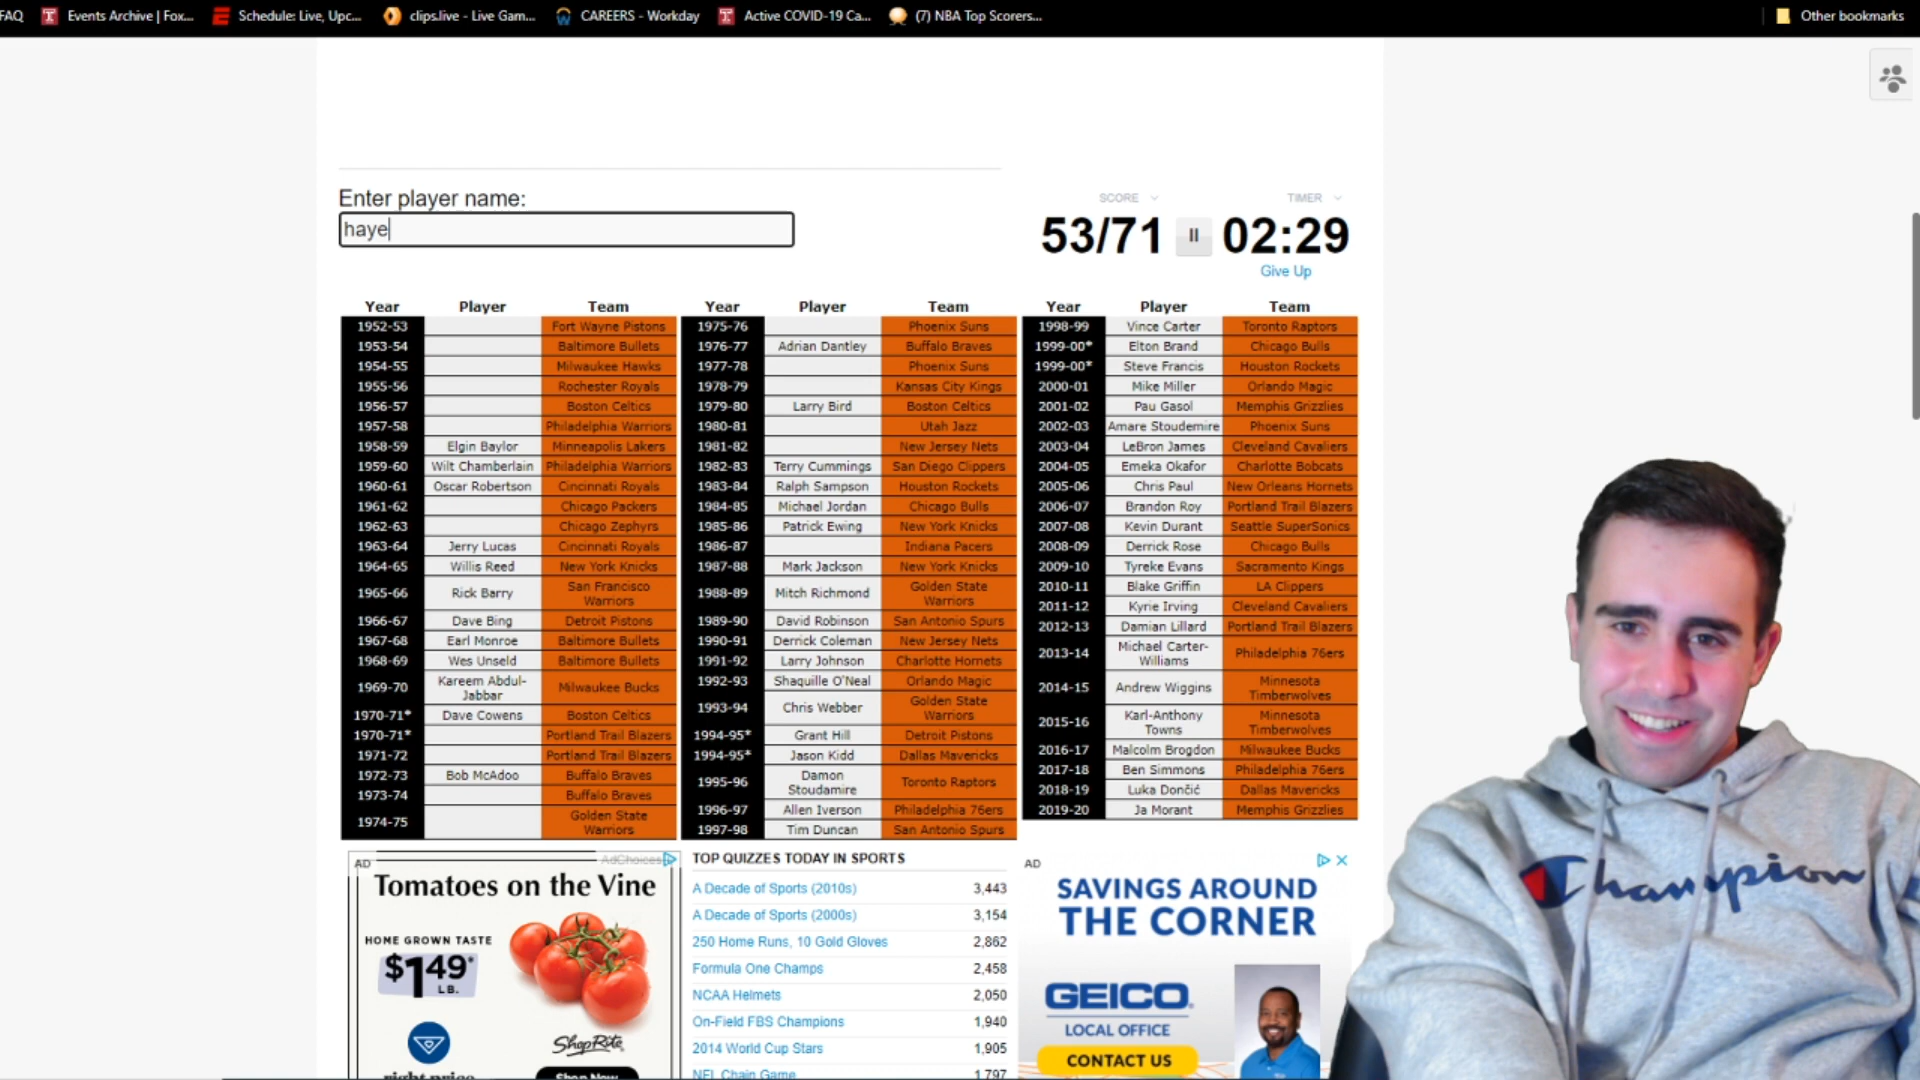 FAQ
Events Archive | Fox...
Schedule: Live, Upc...
clips.live - Live Gam...
CAREERS - Workday
Active COVID-19 Ca...
(7) NBA Top Scorers...
Other bookmarks
Enter player name:
haye
SCORE
TIMER
53/71
02:29
Give Up
Year Player Team
1952-53 Fort Wayne Pistons
1953-54 Baltimore Bullets
1954-55 Milwaukee Hawks
1955-56 Rochester Royals
1956-57 Boston Celtics
1957-58 Philadelphia Warriors
1958-59 Elgin Baylor Minneapolis Lakers
1959-60 Wilt Chamberlain Philadelphia Warriors
1960-61 Oscar Robertson Cincinnati Royals
1961-62 Chicago Packers
1962-63 Chicago Zephyrs
1963-64 Jerry Lucas Cincinnati Royals
1964-65 Willis Reed New York Knicks
1965-66 Rick Barry San Francisco Warriors
1966-67 Dave Bing Detroit Pistons
1967-68 Earl Monroe Baltimore Bullets
1968-69 Wes Unseld Baltimore Bullets
1969-70 Kareem Abdul-Jabbar Milwaukee Bucks
1970-71* Dave Cowens Boston Celtics
1970-71* Portland Trail Blazers
1971-72 Portland Trail Blazers
1972-73 Bob McAdoo Buffalo Braves
1973-74 Buffalo Braves
1974-75 Golden State Warriors
Year Player Team
1975-76 Phoenix Suns
1976-77 Adrian Dantley Buffalo Braves
1977-78 Phoenix Suns
1978-79 Kansas City Kings
1979-80 Larry Bird Boston Celtics
1980-81 Utah Jazz
1981-82 New Jersey Nets
1982-83 Terry Cummings San Diego Clippers
1983-84 Ralph Sampson Houston Rockets
1984-85 Michael Jordan Chicago Bulls
1985-86 Patrick Ewing New York Knicks
1986-87 Indiana Pacers
1987-88 Mark Jackson New York Knicks
1988-89 Mitch Richmond Golden State Warriors
1989-90 David Robinson San Antonio Spurs
1990-91 Derrick Coleman New Jersey Nets
1991-92 Larry Johnson Charlotte Hornets
1992-93 Shaquille O'Neal Orlando Magic
1993-94 Chris Webber Golden State Warriors
1994-95* Grant Hill Detroit Pistons
1994-95* Jason Kidd Dallas Mavericks
1995-96 Damon Stoudamire Toronto Raptors
1996-97 Allen Iverson Philadelphia 76ers
1997-98 Tim Duncan San Antonio Spurs
Year Player Team
1998-99 Vince Carter Toronto Raptors
1999-00* Elton Brand Chicago Bulls
1999-00* Steve Francis Houston Rockets
2000-01 Mike Miller Orlando Magic
2001-02 Pau Gasol Memphis Grizzlies
2002-03 Amare Stoudemire Phoenix Suns
2003-04 LeBron James Cleveland Cavaliers
2004-05 Emeka Okafor Charlotte Bobcats
2005-06 Chris Paul New Orleans Hornets
2006-07 Brandon Roy Portland Trail Blazers
2007-08 Kevin Durant Seattle SuperSonics
2008-09 Derrick Rose Chicago Bulls
2009-10 Tyreke Evans Sacramento Kings
2010-11 Blake Griffin LA Clippers
2011-12 Kyrie Irving Cleveland Cavaliers
2012-13 Damian Lillard Portland Trail Blazers
2013-14 Michael Carter-Williams Philadelphia 76ers
2014-15 Andrew Wiggins Minnesota Timberwolves
2015-16 Karl-Anthony Towns Minnesota Timberwolves
2016-17 Malcolm Brogdon Milwaukee Bucks
2017-18 Ben Simmons Philadelphia 76ers
2018-19 Luka Dončić Dallas Mavericks
2019-20 Ja Morant Memphis Grizzlies
AD
AdChoices
Tomatoes on the Vine
HOME GROWN TASTE
$1.49*
LB.
right price
ShopRite
Shop Now
TOP QUIZZES TODAY IN SPORTS
A Decade of Sports (2010s) 3,443
A Decade of Sports (2000s) 3,154
250 Home Runs, 10 Gold Gloves 2,862
Formula One Champs 2,458
NCAA Helmets 2,050
On-Field FBS Champions 1,940
2014 World Cup Stars 1,905
NFL Chain Game 1,797
AD
SAVINGS AROUND
THE CORNER
GEICO.
LOCAL OFFICE
CONTACT US
Champion